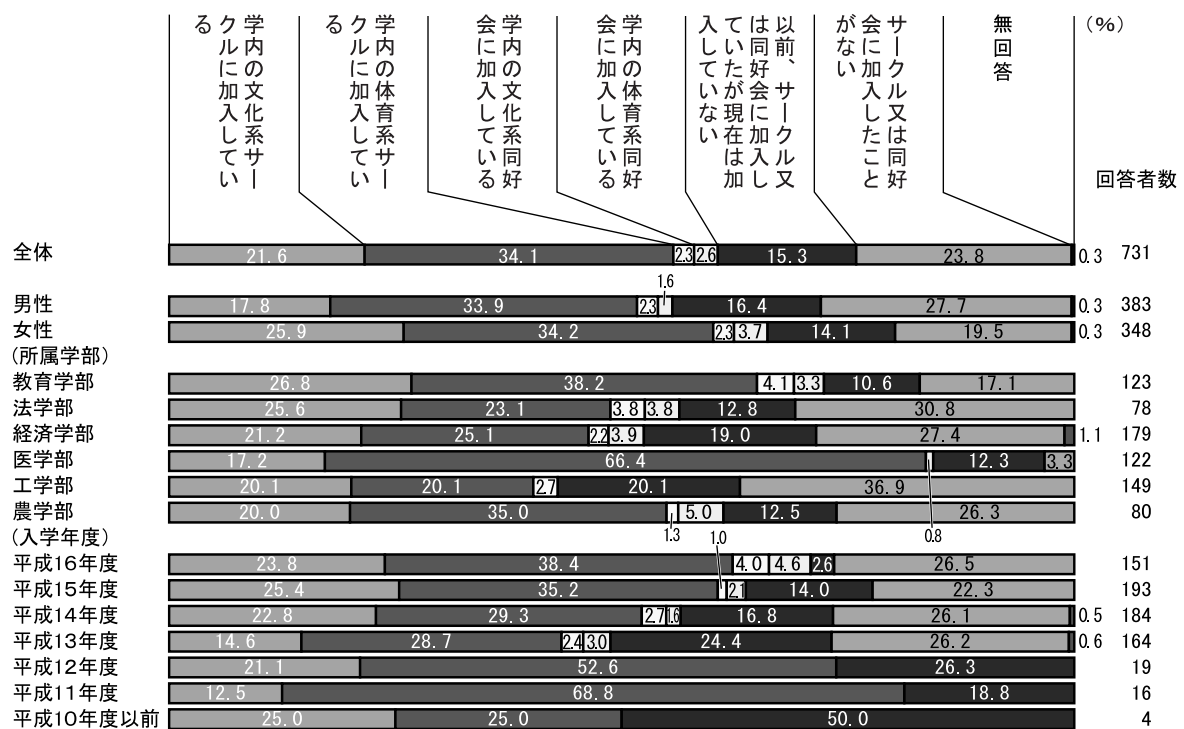 学内の文化系サー
クルに加入してい
る
学内の体育系サー
クルに加入してい
る
学内の文化系同好
会に加入している
学内の体育系同好
会に加入している
以前、サークル又
は同好会に加入し
ていたが現在は加
入していない
サークル又は同好
会に加入したこと
がない
無回答
(%)
回答者数
全体 21.6 34.1 2.3 2.6 15.3 23.8 0.3 731
男性 17.8 33.9 2.3 1.6 16.4 27.7 0.3 383
女性 25.9 34.2 2.3 3.7 14.1 19.5 0.3 348
(所属学部)
教育学部 26.8 38.2 4.1 3.3 10.6 17.1 123
法学部 25.6 23.1 3.8 3.8 12.8 30.8 78
経済学部 21.2 25.1 2.2 3.9 19.0 27.4 1.1 179
医学部 17.2 66.4 0.8 12.3 3.3 122
工学部 20.1 20.1 2.7 20.1 36.9 149
農学部 20.0 35.0 1.3 5.0 12.5 26.3 80
(入学年度)
平成16年度 23.8 38.4 4.0 4.6 2.6 26.5 151
平成15年度 25.4 35.2 1.0 2.1 14.0 22.3 193
平成14年度 22.8 29.3 2.7 1.6 16.8 26.1 0.5 184
平成13年度 14.6 28.7 2.4 3.0 24.4 26.2 0.6 164
平成12年度 21.1 52.6 26.3 19
平成11年度 12.5 68.8 18.8 16
平成10年度以前 25.0 25.0 50.0 4